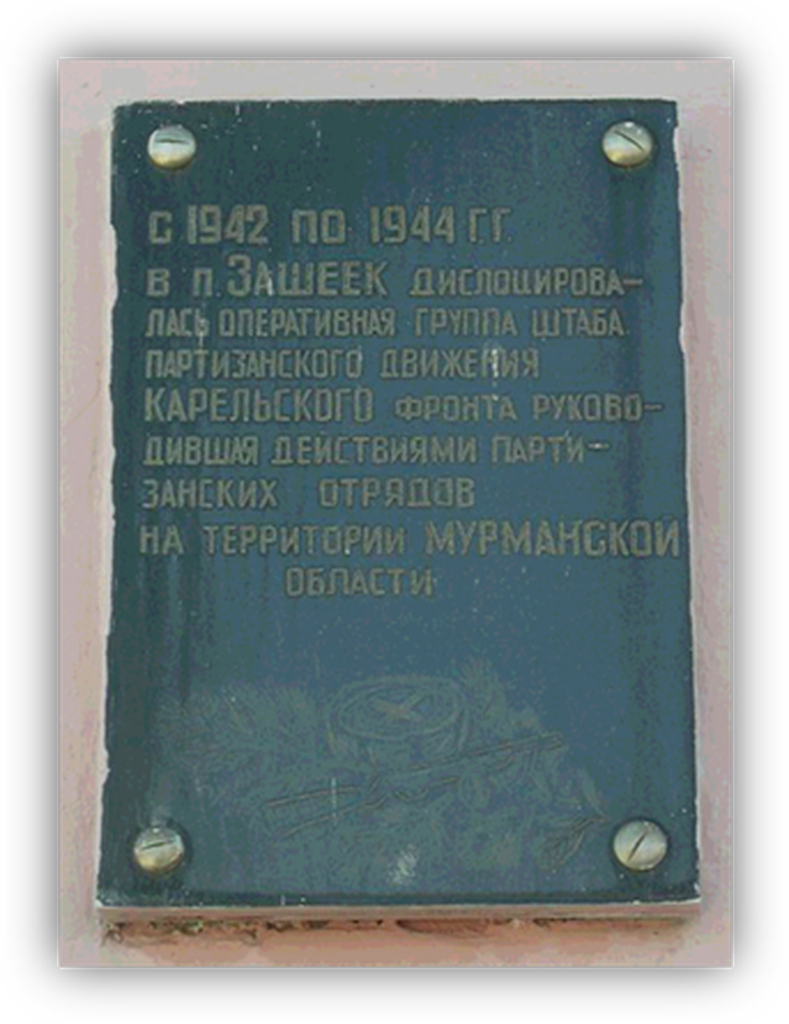 С 1942 ПО 1944 Г.Г.
В П. ЗАШЕЕК ДИСЛОЦИРОВА-
ЛАСЬ ОПЕРАТИВНАЯ ГРУППА ШТАБА
ПАРТИЗАНСКОГО ДВИЖЕНИЯ
КАРЕЛЬСКОГО ФРОНТА РУКОВО-
ДИВШАЯ ДЕЙСТВИЯМИ ПАРТИ-
ЗАНСКИХ ОТРЯДОВ
НА ТЕРРИТОРИИ МУРМАНСКОЙ
ОБЛАСТИ